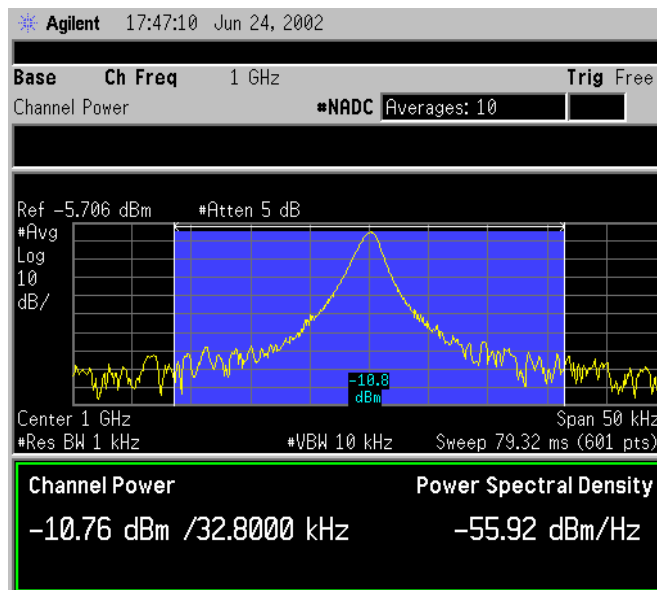 Agilent 17:47:10 Jun 24, 2002
Base Ch Freq 1 GHz Trig Free
Channel Power #NADC Averages: 10
Ref -5.706 dBm #Atten 5 dB
#Avg
Log
10
dB/
-10.8
dBm
Center 1 GHz Span 50 kHz
#Res BW 1 kHz #VBW 10 kHz Sweep 79.32 ms (601 pts)
Channel Power Power Spectral Density
-10.76 dBm /32.8000 kHz -55.92 dBm/Hz